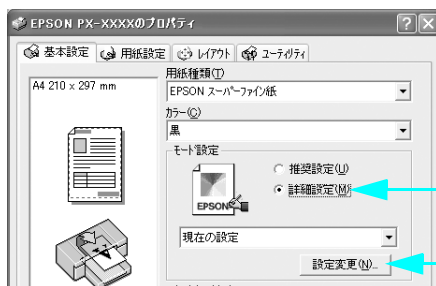 EPSON PX-XXXXのプロパティ
基本設定 用紙設定 レイアウト ユーティリティ
用紙種類(T)
A4 210 x 297 mm
EPSON スーパーファイン紙
カラー(C)
黒
モード設定
推奨設定(U)
詳細設定(M)
EPSON
現在の設定
設定変更(N)...